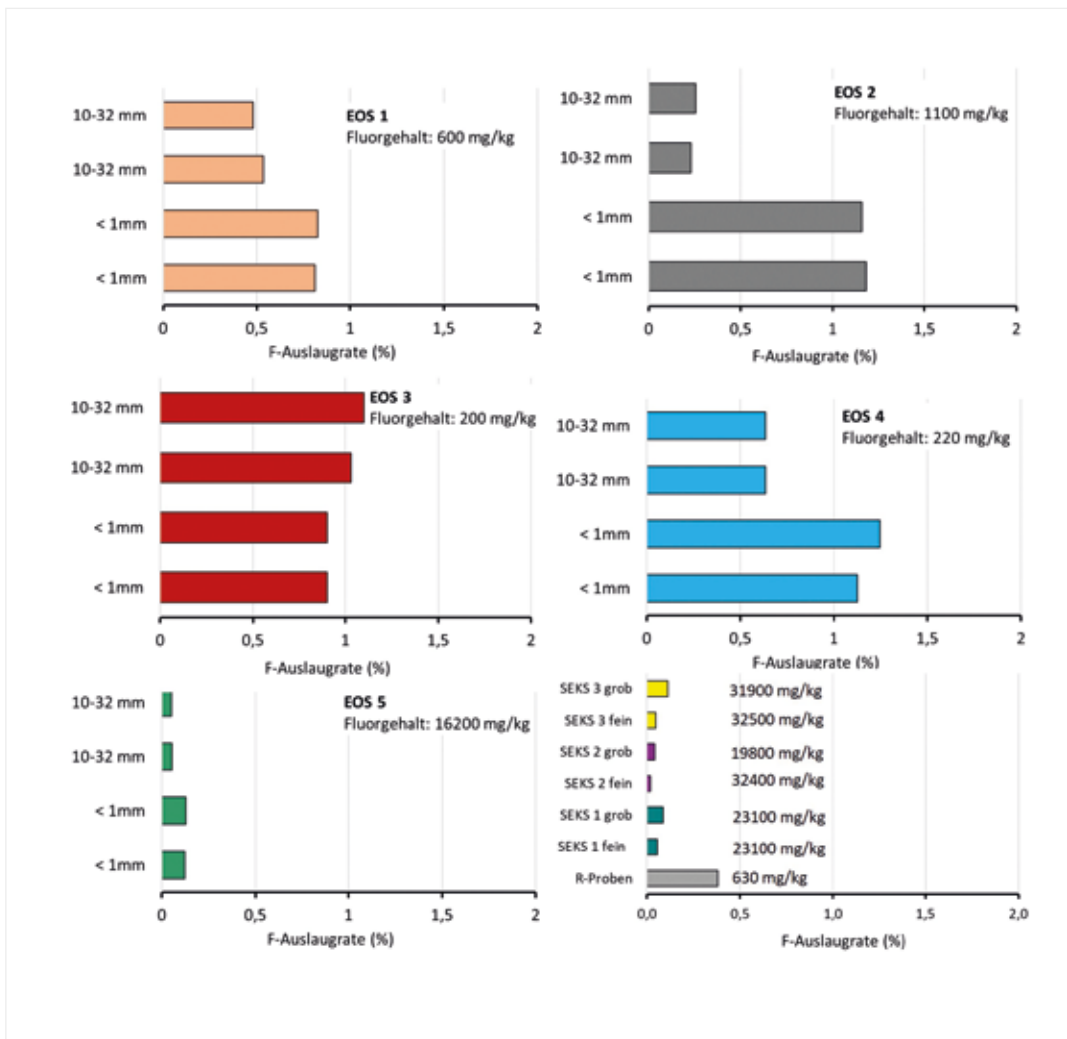 EOS 1
Fluorgehalt: 600 mg/kg
10-32 mm
10-32 mm
< 1mm
< 1mm
0 0,5 1 1,5 2
F-Auslaugrate (%)
EOS 2
Fluorgehalt: 1100 mg/kg
10-32 mm
10-32 mm
< 1mm
< 1mm
0 0,5 1 1,5 2
F-Auslaugrate (%)
EOS 3
Fluorgehalt: 200 mg/kg
10-32 mm
10-32 mm
< 1mm
< 1mm
0 0,5 1 1,5 2
F-Auslaugrate (%)
EOS 4
Fluorgehalt: 220 mg/kg
10-32 mm
10-32 mm
< 1mm
< 1mm
0 0,5 1 1,5 2
F-Auslaugrate (%)
EOS 5
Fluorgehalt: 16200 mg/kg
10-32 mm
10-32 mm
< 1mm
< 1mm
0 0,5 1 1,5 2
F-Auslaugrate (%)
SEKS 3 grob 31900 mg/kg
SEKS 3 fein 32500 mg/kg
SEKS 2 grob 19800 mg/kg
SEKS 2 fein 32400 mg/kg
SEKS 1 grob 23100 mg/kg
SEKS 1 fein 23100 mg/kg
R-Proben 630 mg/kg
0,0 0,5 1,0 1,5 2,0
F-Auslaugrate (%)